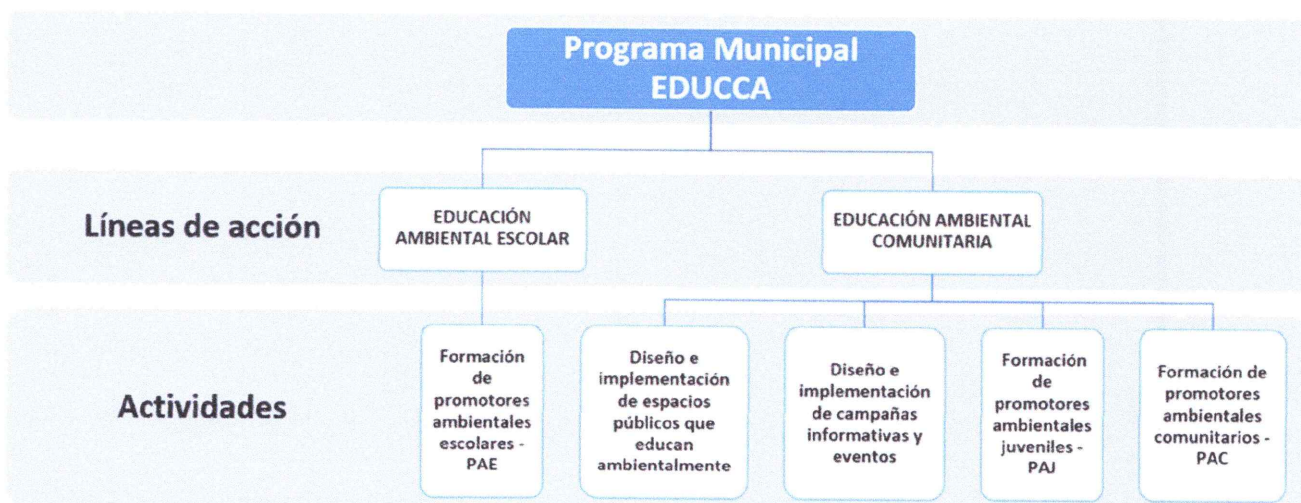 Programa Municipal
EDUCCA
Líneas de acción
EDUCACIÓN
AMBIENTAL ESCOLAR
EDUCACIÓN AMBIENTAL
COMUNITARIA
Actividades
Formación
de
promotores
ambientales
escolares -
PAE
Diseño e
implementación
de espacios
públicos que
educan
ambientalmente
Diseño e
implementación
de campañas
informativas y
eventos
Formación
de
promotores
ambientales
juveniles -
PAJ
Formación de
promotores
ambientales
comunitarios -
PAC